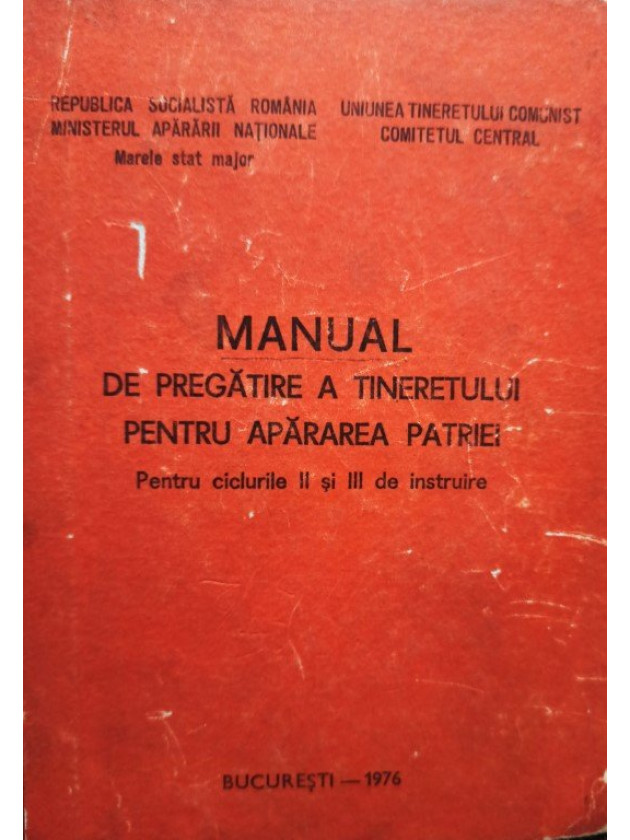 REPUBLICA SOCIALISTĂ ROMÂNIA
MINISTERUL APĂRĂRII NAȚIONALE
Marele stat major
UNIUNEA TINERETULUI COMUNIST
COMITETUL CENTRAL
MANUAL
DE PREGĂTIRE A TINERETULUI
PENTRU APĂRAREA PATRIEI
Pentru ciclurile II și III de instruire
BUCUREȘTI — 1976